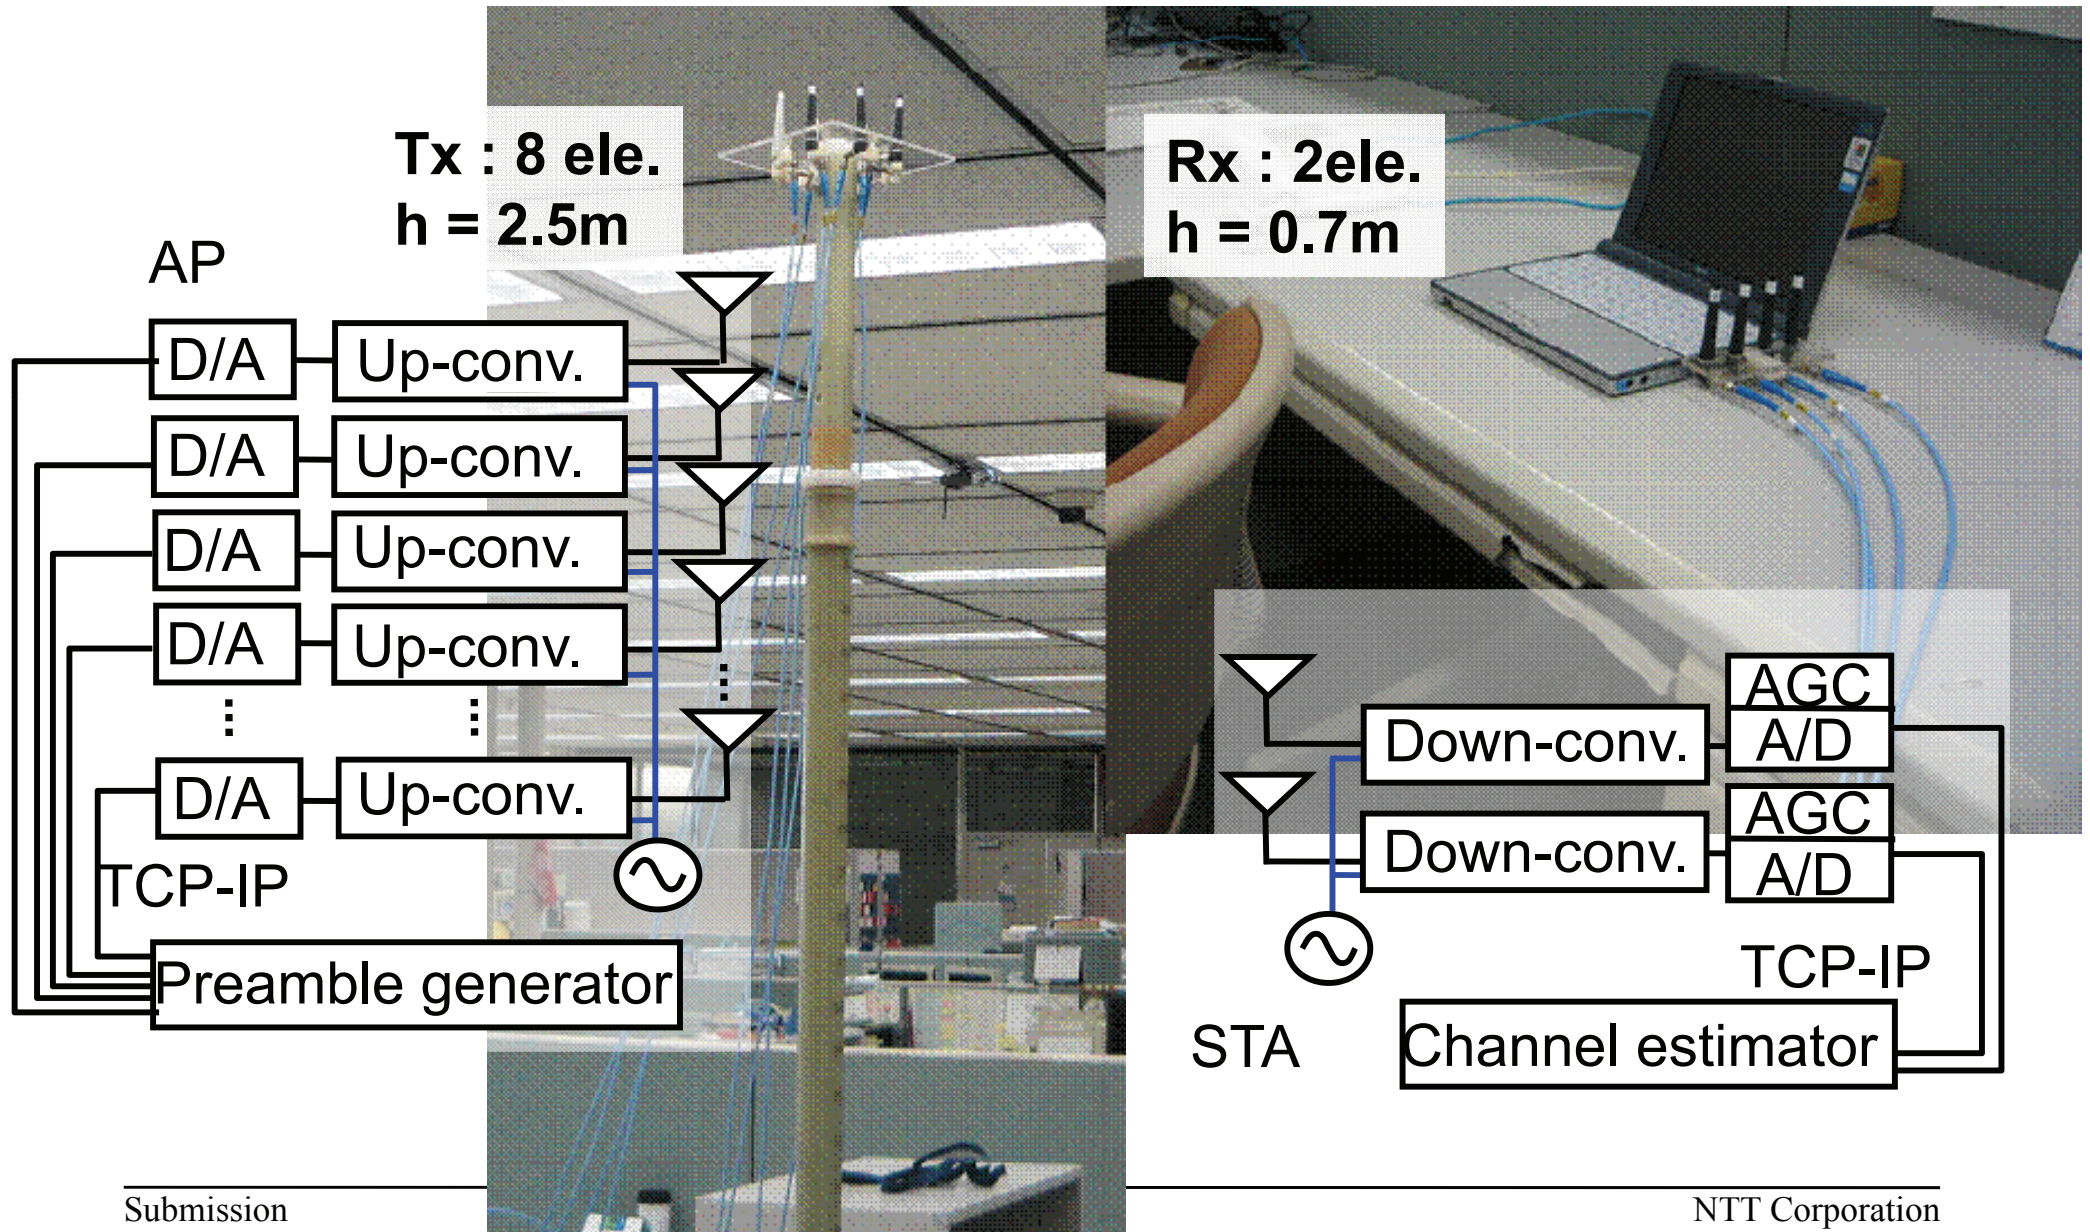 Tx : 8 ele.
h = 2.5m
Rx : 2ele.
h = 0.7m
AP
D/A
Up-conv.
D/A
Up-conv.
D/A
Up-conv.
D/A
Up-conv.
...
...
...
D/A
Up-conv.
TCP-IP
Preamble generator
AGC
Down-conv.
A/D
AGC
Down-conv.
A/D
TCP-IP
STA
Channel estimator
Submission
NTT Corporation